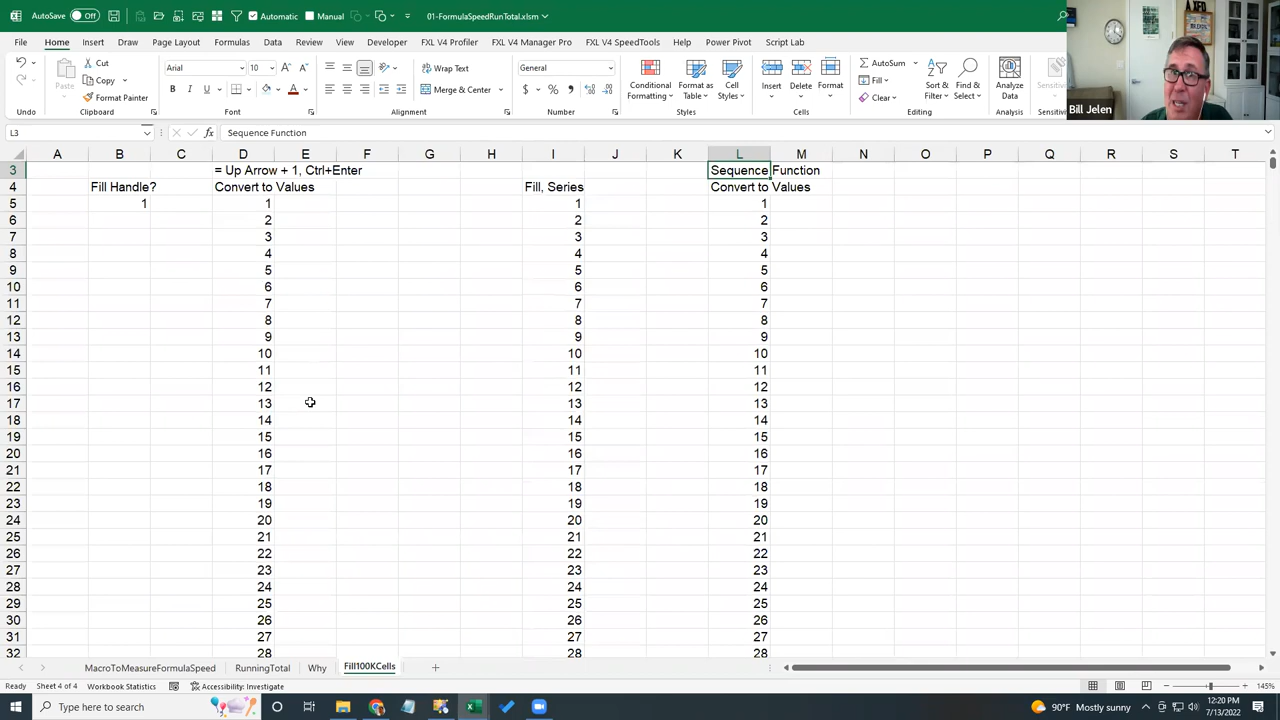 AutoSave Off Automatic Manual 01-FormulaSpeedRunTotal.xlsm
File Home Insert Draw Page Layout Formulas Data Review View Developer FXL V4 Profiler FXL V4 Manager Pro FXL V4 SpeedTools Help Power Pivot Script Lab
Undo Paste Cut Copy Format Painter Clipboard
Arial 10 Font
Wrap Text Merge & Center Alignment
General Number
Conditional Formatting Format as Table Cell Styles Styles
Insert Delete Format Cells
AutoSum Fill Clear Sort & Filter Find & Select Editing
Analyze Data Analysis
Sensitivity
Bill Jelen
L3 Sequence Function
A B C D E F G H I J K L M N O P Q R S T
3 = Up Arrow + 1, Ctrl+Enter Sequence Function
4 Fill Handle? Convert to Values Fill, Series Convert to Values
5 1 1 1 1
6 2 2 2
7 3 3 3
8 4 4 4
9 5 5 5
10 6 6 6
11 7 7 7
12 8 8 8
13 9 9 9
14 10 10 10
15 11 11 11
16 12 12 12
17 13 13 13
18 14 14 14
19 15 15 15
20 16 16 16
21 17 17 17
22 18 18 18
23 19 19 19
24 20 20 20
25 21 21 21
26 22 22 22
27 23 23 23
28 24 24 24
29 25 25 25
30 26 26 26
31 27 27 27
32 28 28 28
MacroToMeasureFormulaSpeed RunningTotal Why Fill100KCells
Ready Sheet 4 of 4 Workbook Statistics Accessibility: Investigate 145%
Type here to search 90°F Mostly sunny 12:20 PM
7/13/2022